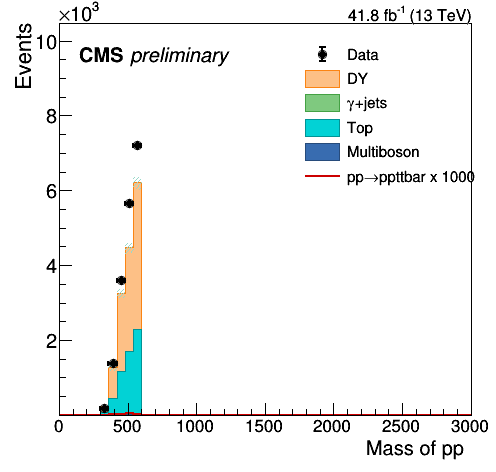 ×10³
41.8 fb⁻¹ (13 TeV)
Events
CMS preliminary
Data
DY
γ+jets
Top
Multiboson
pp→ppttbar x 1000
10
8
6
4
2
0 500 1000 1500 2000 2500 3000
Mass of pp